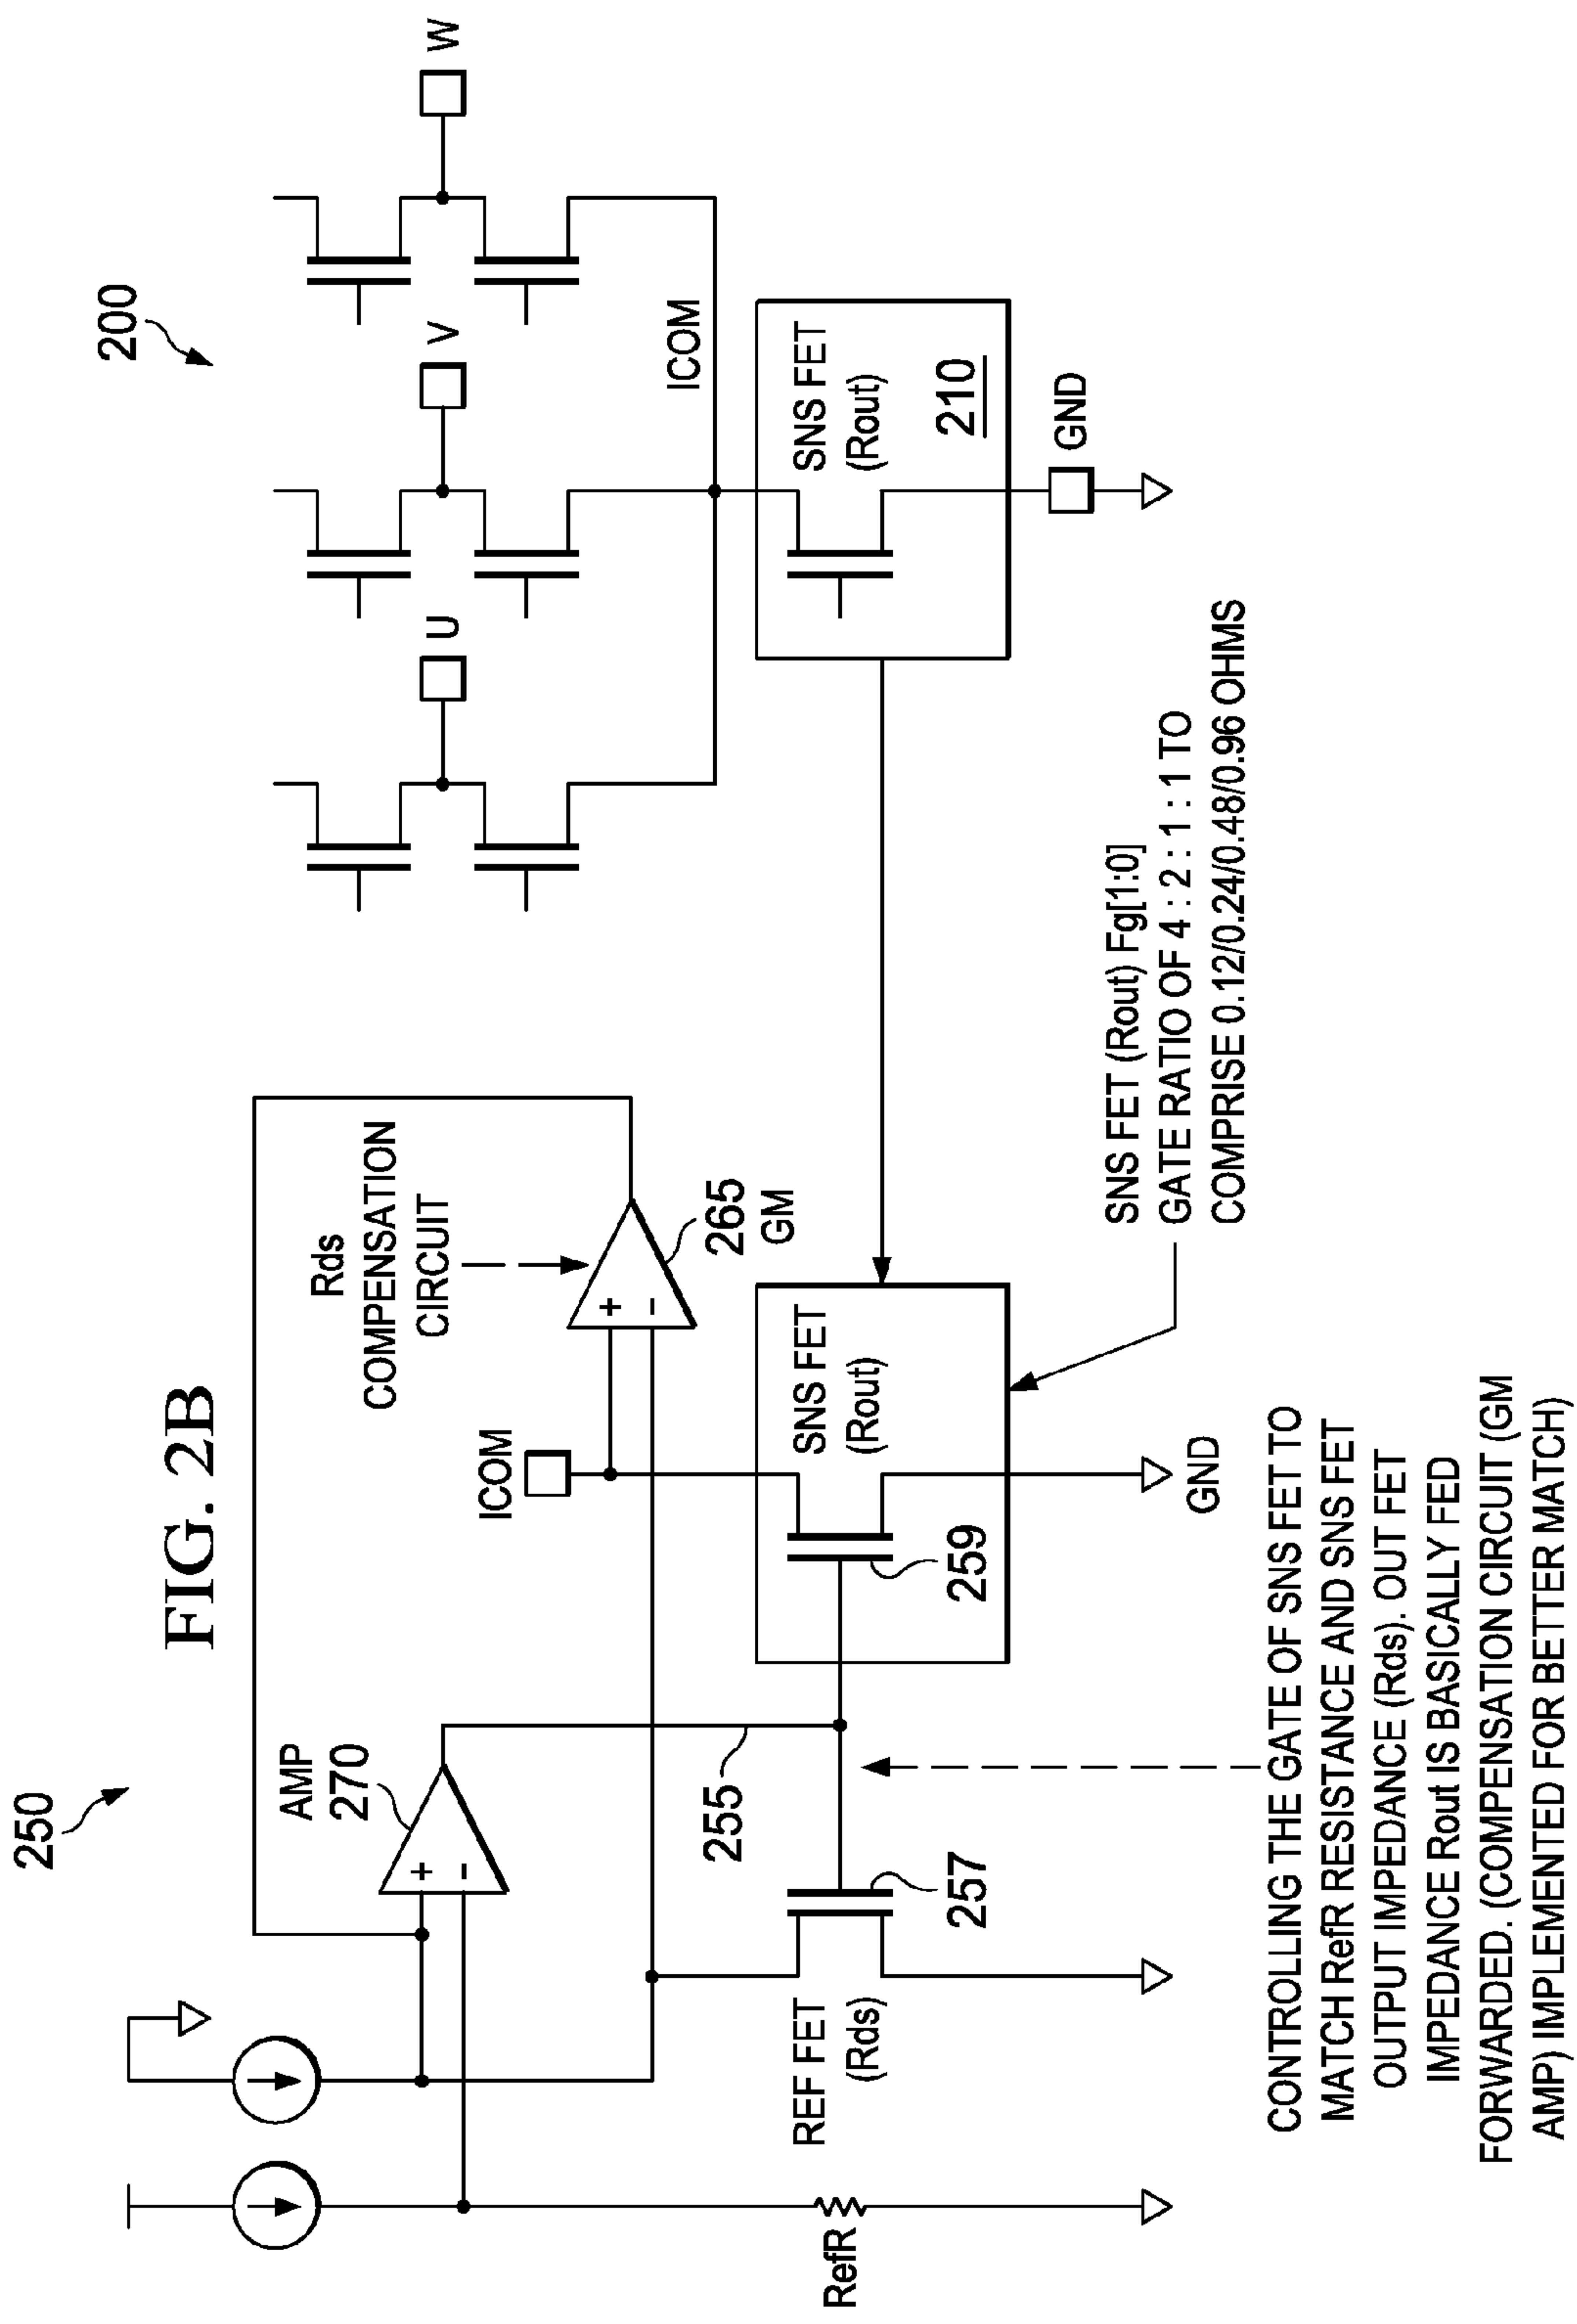 FIG. 2B
250
200
AMP
270
Rds
COMPENSATION
CIRCUIT
U
V
W
+
-
+
-
265
GM
ICOM
ICOM
255
REF FET
(Rds)
257
SNS FET
(Rout)
259
SNS FET
(Rout)
210
RefR
GND
GND
SNS FET (Rout) Fg[1:0]
GATE RATIO OF 4 : 2 : 1 : 1 TO
COMPRISE 0.12/0.24/0.48/0.96 OHMS
CONTROLLING THE GATE OF SNS FET TO
MATCH RefR RESISTANCE AND SNS FET
OUTPUT IMPEDANCE (Rds). OUT FET
IMPEDANCE Rout IS BASICALLY FED
FORWARDED. (COMPENSATION CIRCUIT (GM
AMP) IMPLEMENTED FOR BETTER MATCH)